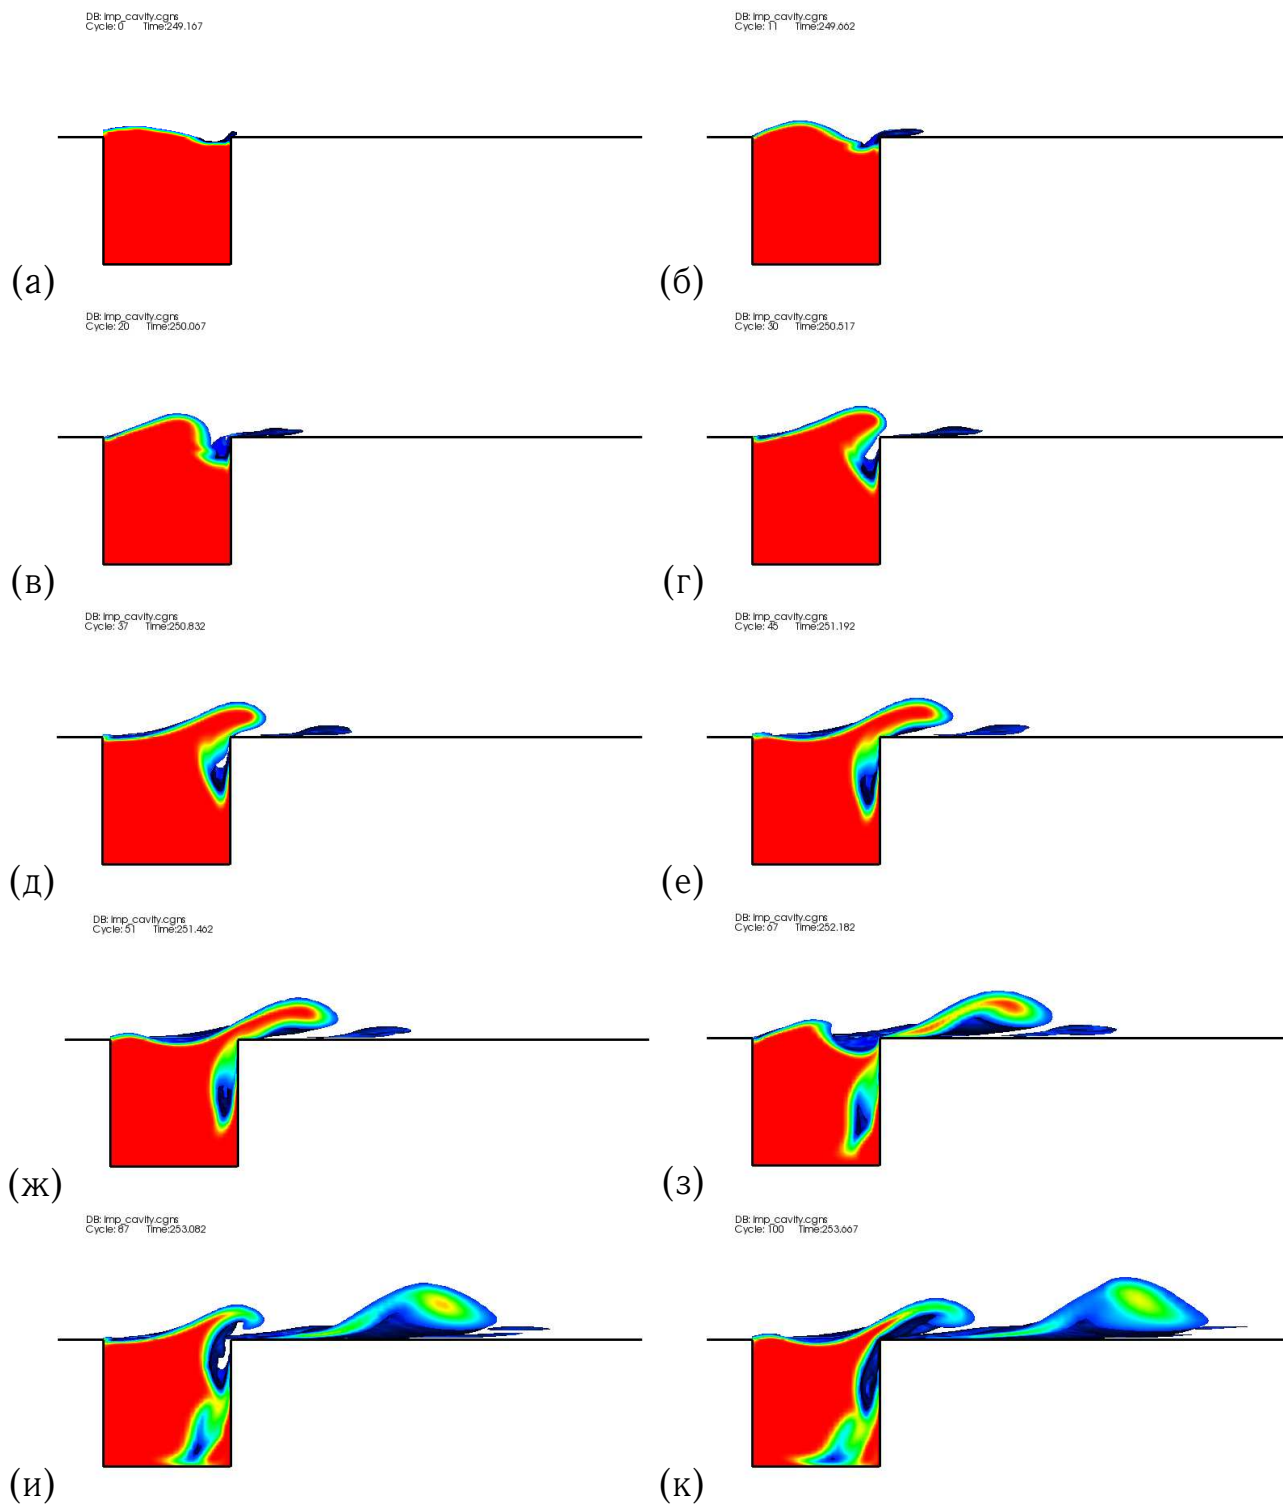 DB: imp_cavity.cgns
Cycle: 0 Time:249.167
(а)
DB: imp_cavity.cgns
Cycle: 11 Time:249.662
(б)
DB: imp_cavity.cgns
Cycle: 20 Time:250.067
(в)
DB: imp_cavity.cgns
Cycle: 30 Time:250.517
(г)
DB: imp_cavity.cgns
Cycle: 37 Time:250.832
(д)
DB: imp_cavity.cgns
Cycle: 45 Time:251.192
(е)
DB: imp_cavity.cgns
Cycle: 51 Time:251.462
(ж)
DB: imp_cavity.cgns
Cycle: 67 Time:252.182
(з)
DB: imp_cavity.cgns
Cycle: 87 Time:253.082
(и)
DB: imp_cavity.cgns
Cycle: 100 Time:253.667
(к)